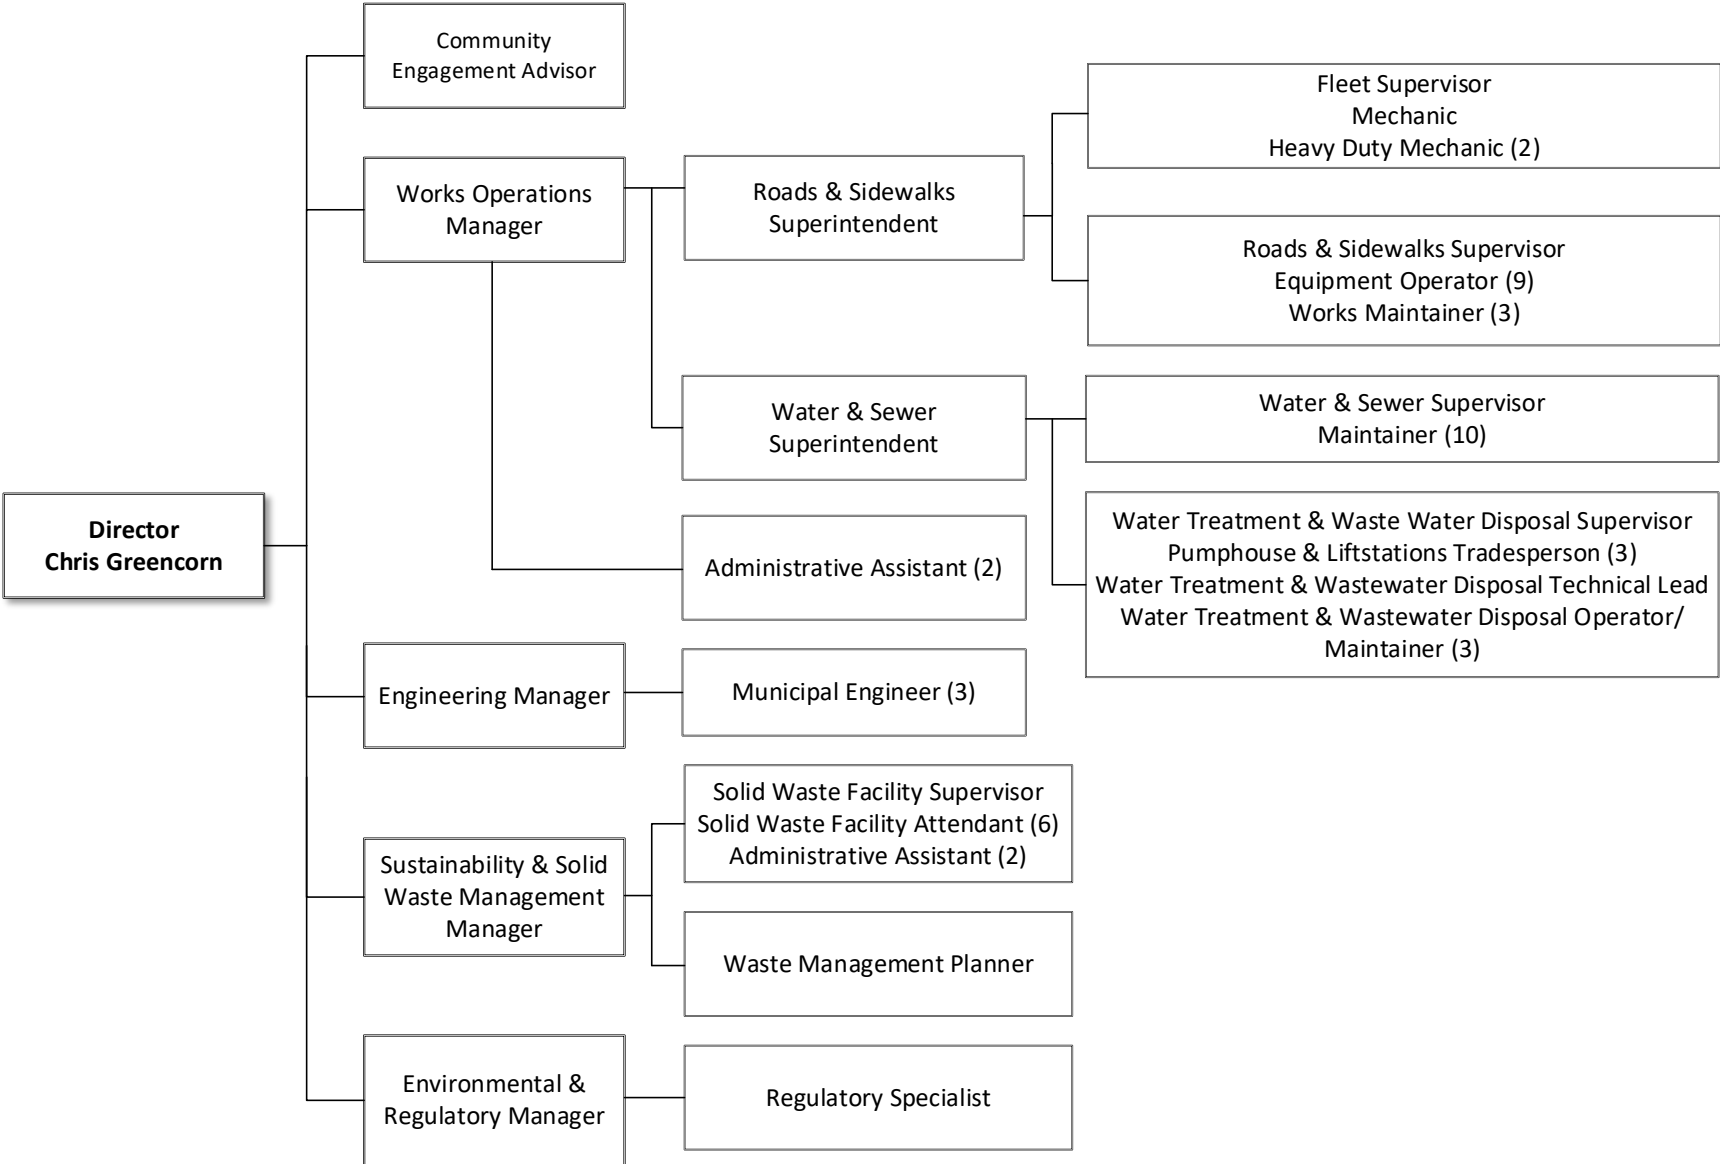 Community
Engagement Advisor
Works Operations
Manager
Roads & Sidewalks
Superintendent
Fleet Supervisor
Mechanic
Heavy Duty Mechanic (2)
Roads & Sidewalks Supervisor
Equipment Operator (9)
Works Maintainer (3)
Water & Sewer
Superintendent
Water & Sewer Supervisor
Maintainer (10)
Water Treatment & Waste Water Disposal Supervisor
Pumphouse & Liftstations Tradesperson (3)
Water Treatment & Wastewater Disposal Technical Lead
Water Treatment & Wastewater Disposal Operator/
Maintainer (3)
Director
Chris Greencorn
Administrative Assistant (2)
Engineering Manager
Municipal Engineer (3)
Sustainability & Solid
Waste Management
Manager
Solid Waste Facility Supervisor
Solid Waste Facility Attendant (6)
Administrative Assistant (2)
Waste Management Planner
Environmental &
Regulatory Manager
Regulatory Specialist